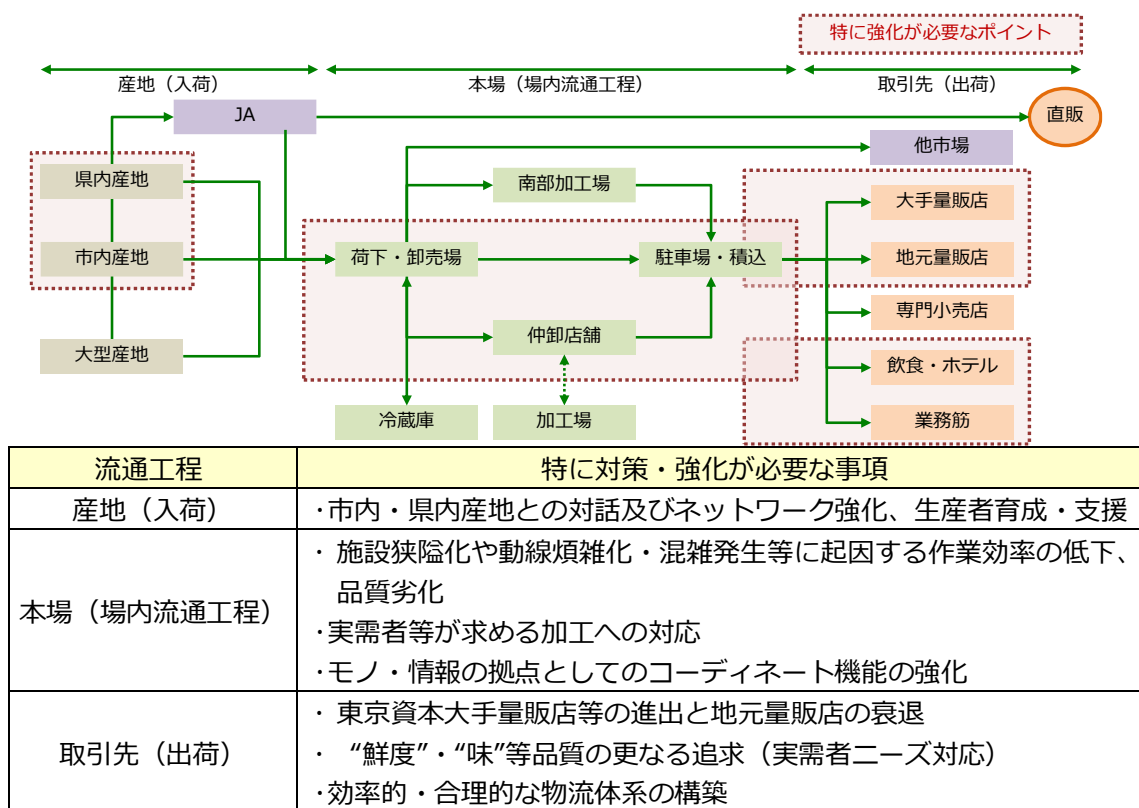 特に強化が必要なポイント
産地（入荷）
本場（場内流通工程）
取引先（出荷）
JA
直販
他市場
県内産地
南部加工場
大手量販店
市内産地
荷下・卸売場
駐車場・積込
地元量販店
専門小売店
大型産地
仲卸店舗
飲食・ホテル
冷蔵庫
加工場
業務筋
流通工程
特に対策・強化が必要な事項
産地（入荷）
・市内・県内産地との対話及びネットワーク強化、生産者育成・支援
本場（場内流通工程）
・ 施設狭隘化や動線煩雑化・混雑発生等に起因する作業効率の低下、
品質劣化
・実需者等が求める加工への対応
・モノ・情報の拠点としてのコーディネート機能の強化
取引先（出荷）
・ 東京資本大手量販店等の進出と地元量販店の衰退
・ “鮮度”・“味”等品質の更なる追求（実需者ニーズ対応）
・効率的・合理的な物流体系の構築